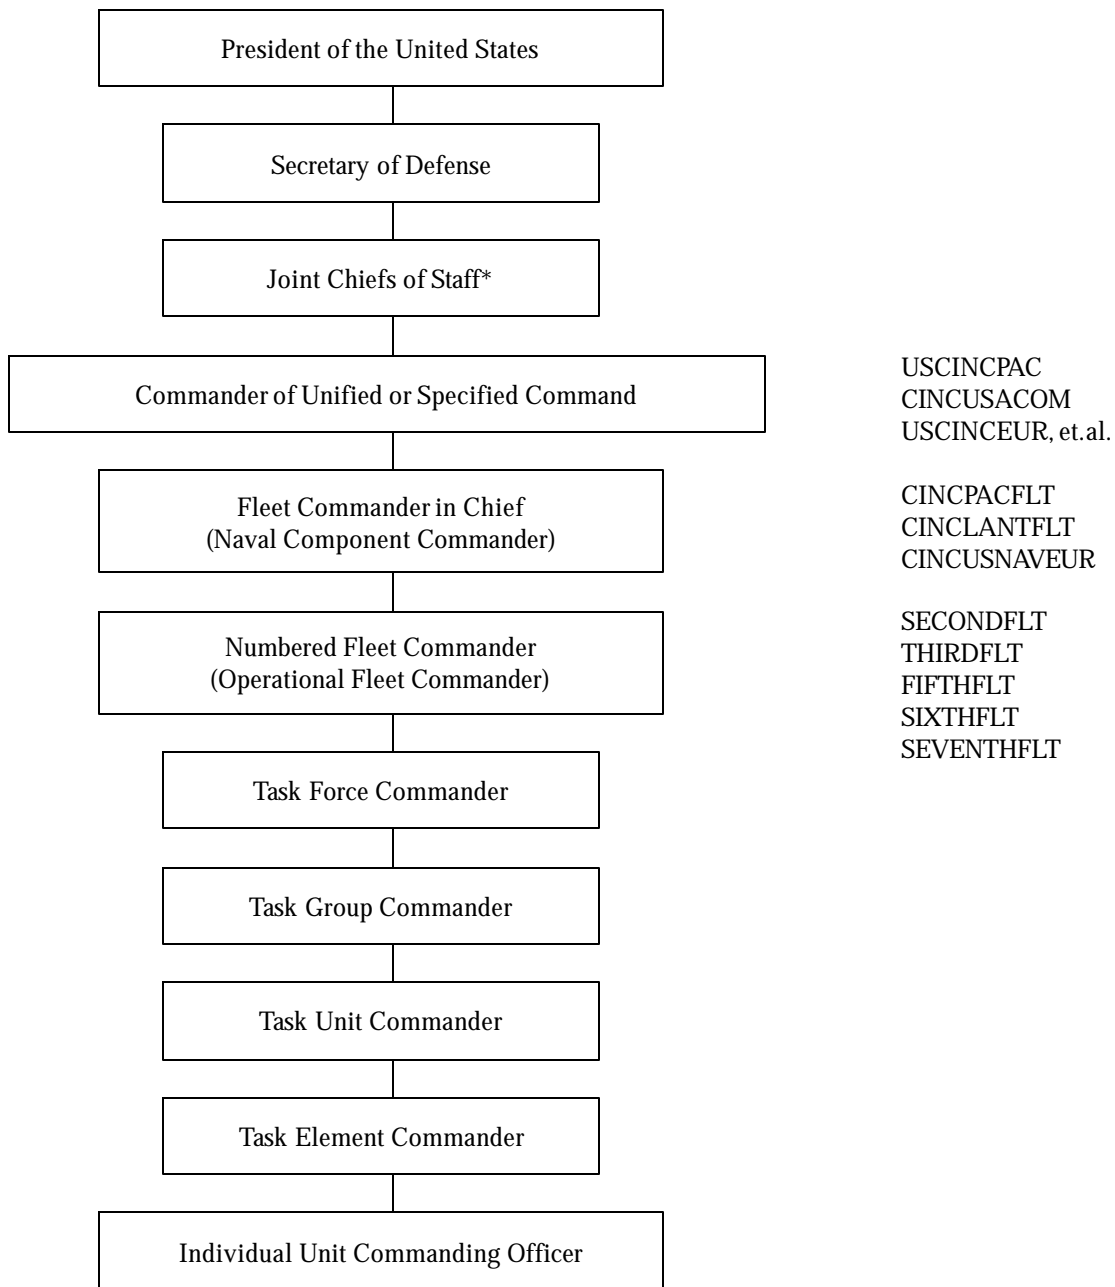 President of the United States
Secretary of Defense
Joint Chiefs of Staff*
Commander of Unified or Specified Command
USCINCPAC
CINCUSACOM
USCINCEUR, et.al.
Fleet Commander in Chief
(Naval Component Commander)
CINCPACFLT
CINCLANTFLT
CINCUSNAVEUR
Numbered Fleet Commander
(Operational Fleet Commander)
SECONDFLT
THIRDFLT
FIFTHFLT
SIXTHFLT
SEVENTHFLT
Task Force Commander
Task Group Commander
Task Unit Commander
Task Element Commander
Individual Unit Commanding Officer